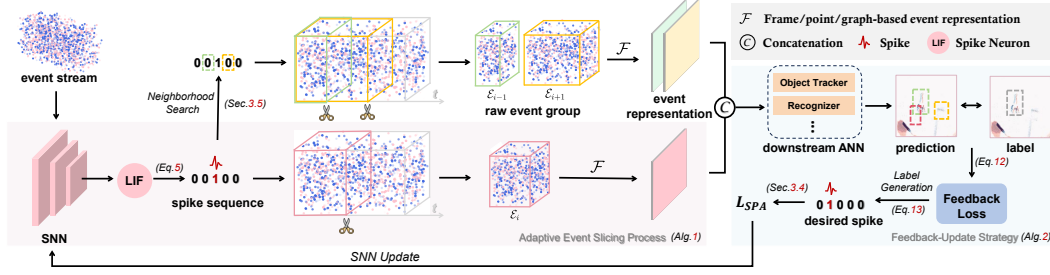 event stream
0 0 1 0 0
Neighborhood
Search)
(Sec.3.5)
t
ℰi−1
ℰi+1
raw event group
ℱ
event
representation
C
ℱ Frame/point/graph-based event representation
C Concatenation
Spike
LIF Spike Neuron
Object Tracker
Recognizer
downstream ANN
prediction
label
SNN
LIF
(Eq.5)
0 0 1 0 0
spike sequence
t
ℰi
ℱ
Adaptive Event Slicing Process (Alg.1)
(Eq.12)
Feedback
Loss
Label
Generation
(Eq.13)
0 1 0 0 0
desired spike
(Sec.3.4)
LSPA
Feedback-Update Strategy (Alg.2)
SNN Update